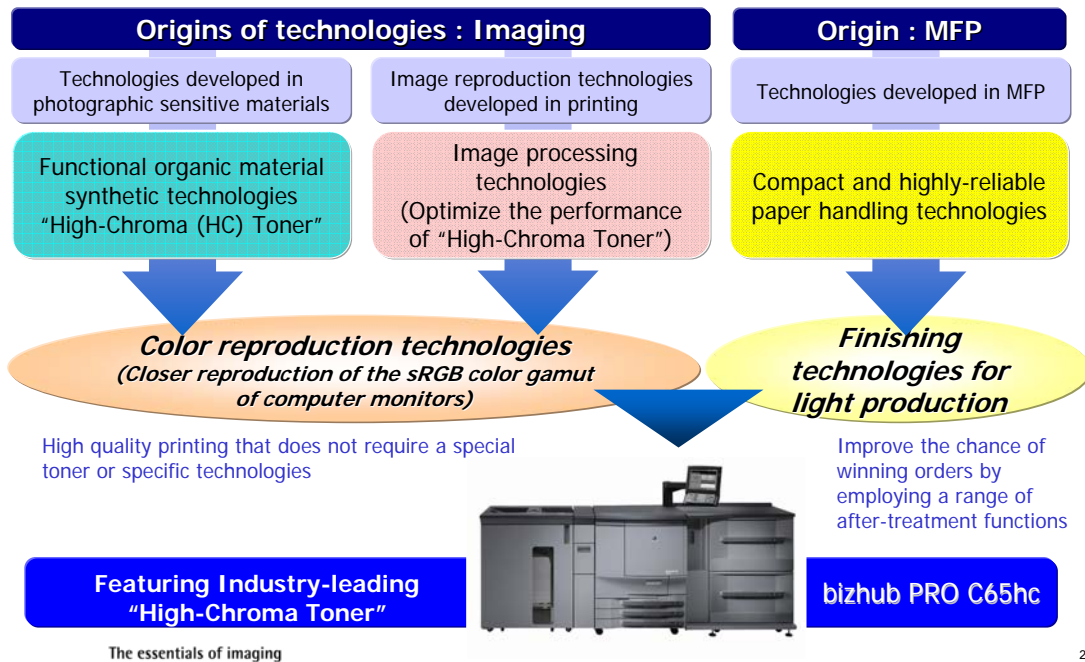 Origins of technologies : Imaging
Origin : MFP
Technologies developed in
photographic sensitive materials
Image reproduction technologies
developed in printing
Technologies developed in MFP
Functional organic material
synthetic technologies
“High-Chroma (HC) Toner”
Image processing
technologies
(Optimize the performance
of “High-Chroma Toner”)
Compact and highly-reliable
paper handling technologies
Color reproduction technologies
(Closer reproduction of the sRGB color gamut
of computer monitors)
Finishing
technologies for
light production
High quality printing that does not require a special
toner or specific technologies
Improve the chance of
winning orders by
employing a range of
after-treatment functions
Featuring Industry-leading
“High-Chroma Toner”
bizhub PRO C65hc
The essentials of imaging
2